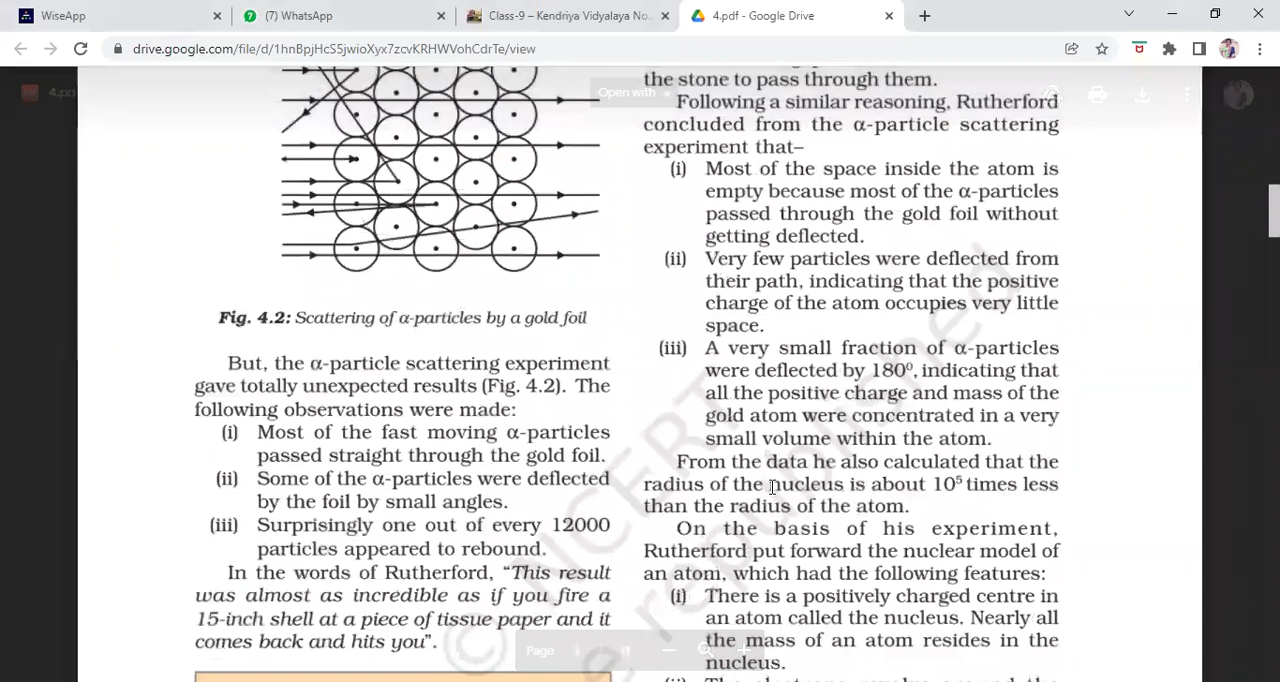 WiseApp
(7) WhatsApp
Class-9 – Kendriya Vidyalaya No.
4.pdf - Google Drive
drive.google.com/file/d/1hnBpjHcS5jwioXyx7zcvKRHWVohCdrTe/view
Open with
Fig. 4.2: Scattering of α-particles by a gold foil
But, the α-particle scattering experiment
gave totally unexpected results (Fig. 4.2). The
following observations were made:
(i) Most of the fast moving α-particles
passed straight through the gold foil.
(ii) Some of the α-particles were deflected
by the foil by small angles.
(iii) Surprisingly one out of every 12000
particles appeared to rebound.
In the words of Rutherford, “This result
was almost as incredible as if you fire a
15-inch shell at a piece of tissue paper and it
comes back and hits you”.
the stone to pass through them.
Following a similar reasoning, Rutherford
concluded from the α-particle scattering
experiment that–
(i) Most of the space inside the atom is
empty because most of the α-particles
passed through the gold foil without
getting deflected.
(ii) Very few particles were deflected from
their path, indicating that the positive
charge of the atom occupies very little
space.
(iii) A very small fraction of α-particles
were deflected by 180⁰, indicating that
all the positive charge and mass of the
gold atom were concentrated in a very
small volume within the atom.
From the data he also calculated that the
radius of the nucleus is about 10⁵ times less
than the radius of the atom.
On the basis of his experiment,
Rutherford put forward the nuclear model of
an atom, which had the following features:
(i) There is a positively charged centre in
an atom called the nucleus. Nearly all
the mass of an atom resides in the
nucleus.
© NCERT
republished
Page